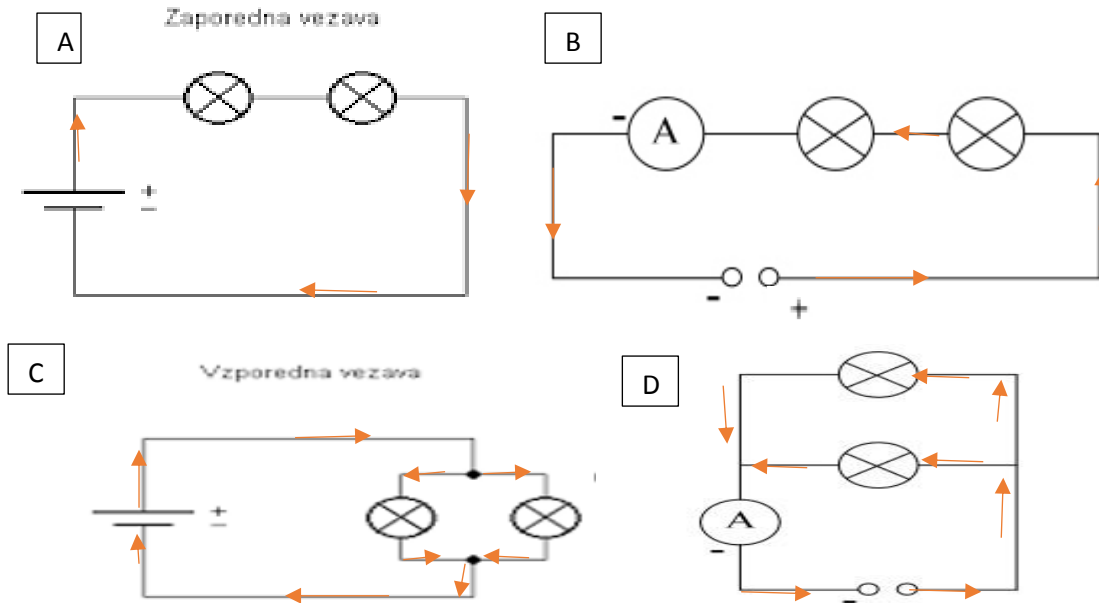 A
Zaporedna vezava
+
−
B
-
A
-
+
C
Vzporedna vezava
+
−
D
A
-
-